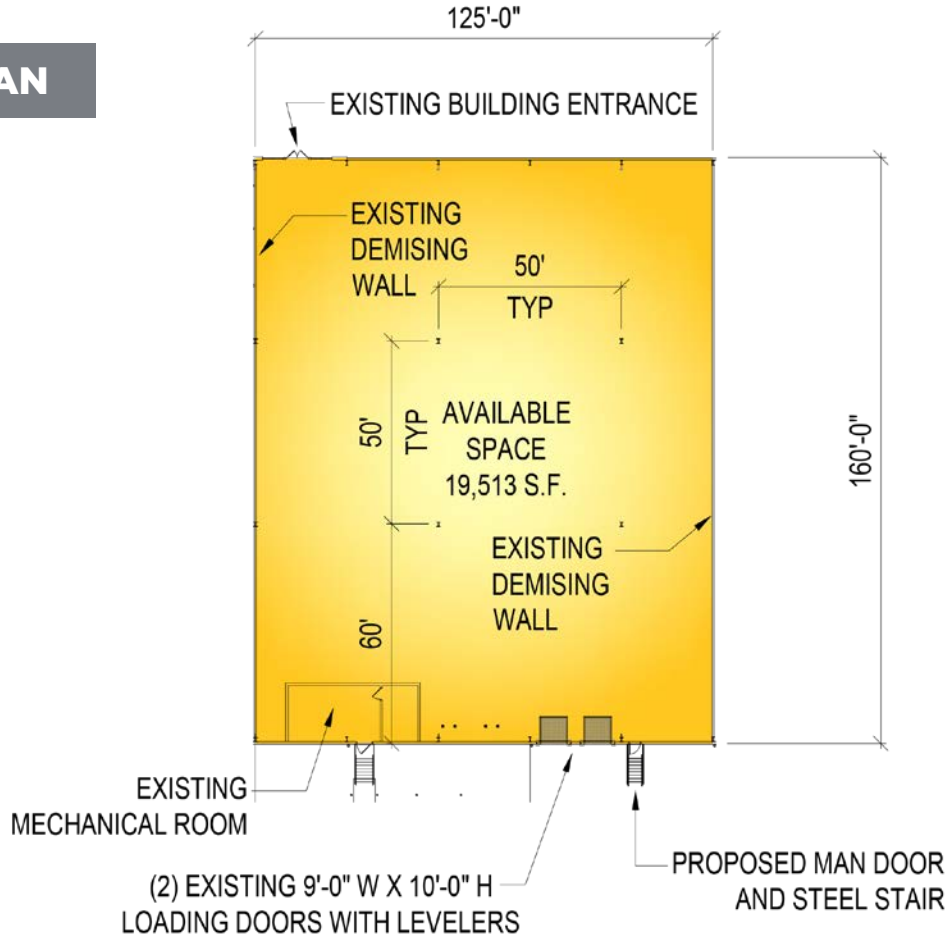 125'-0"
AN
EXISTING BUILDING ENTRANCE
EXISTING
DEMISING
WALL
50'
TYP
50'
TYP
AVAILABLE
SPACE
19,513 S.F.
160'-0"
EXISTING
DEMISING
WALL
60'
EXISTING
MECHANICAL ROOM
(2) EXISTING 9'-0" W X 10'-0" H
LOADING DOORS WITH LEVELERS
PROPOSED MAN DOOR
AND STEEL STAIR